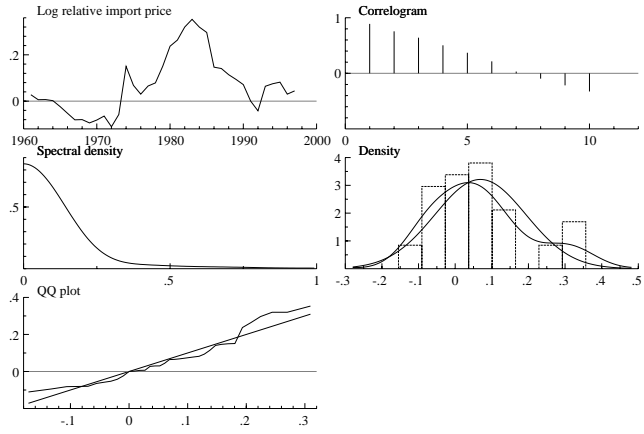 Log relative import price
.2
0
1960 1970 1980 1990 2000
Correlogram
1
0
0 5 10
Spectral density
.5
0 .5 1
Density
4
3
2
1
-.3 -.2 -.1 0 .1 .2 .3 .4 .5
QQ plot
.4
.2
0
-.1 0 .1 .2 .3